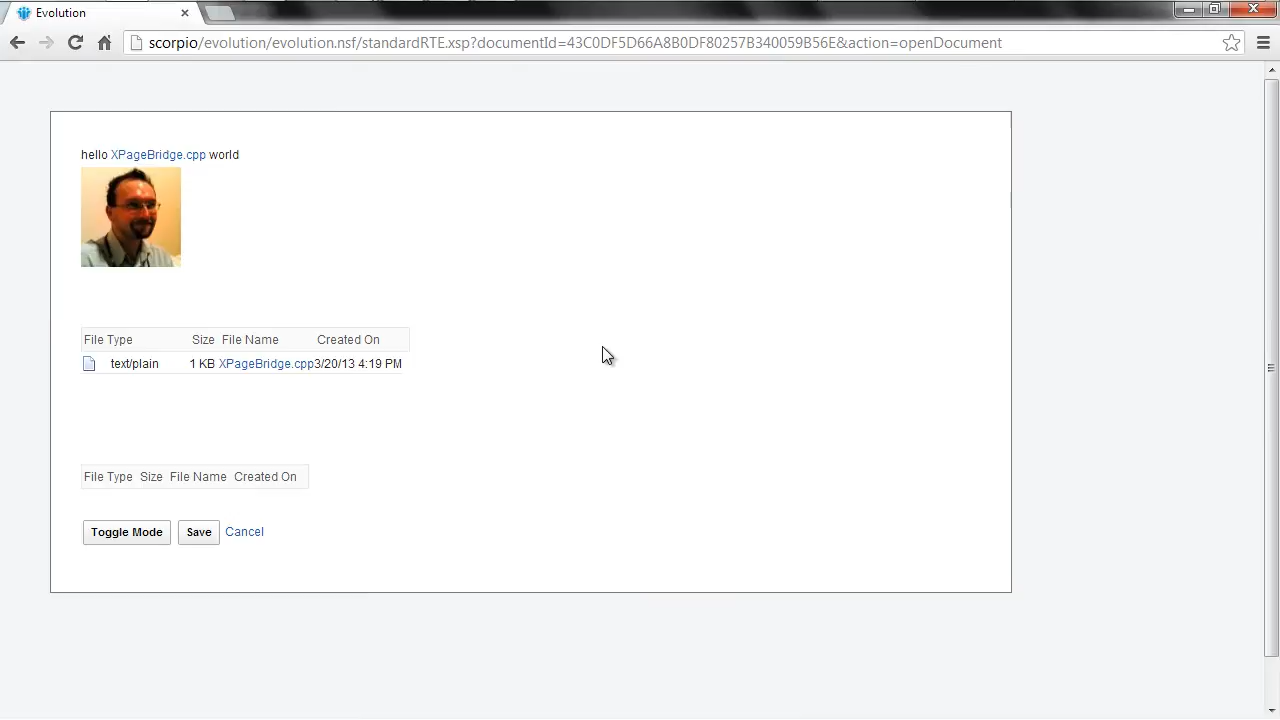 Evolution
scorpio/evolution/evolution.nsf/standardRTE.xsp?documentId=43C0DF5D66A8B0DF80257B340059B56E&action=openDocument
hello XPageBridge.cpp world
File Type Size File Name Created On
text/plain 1 KB XPageBridge.cpp3/20/13 4:19 PM
File Type Size File Name Created On
Toggle Mode Save Cancel